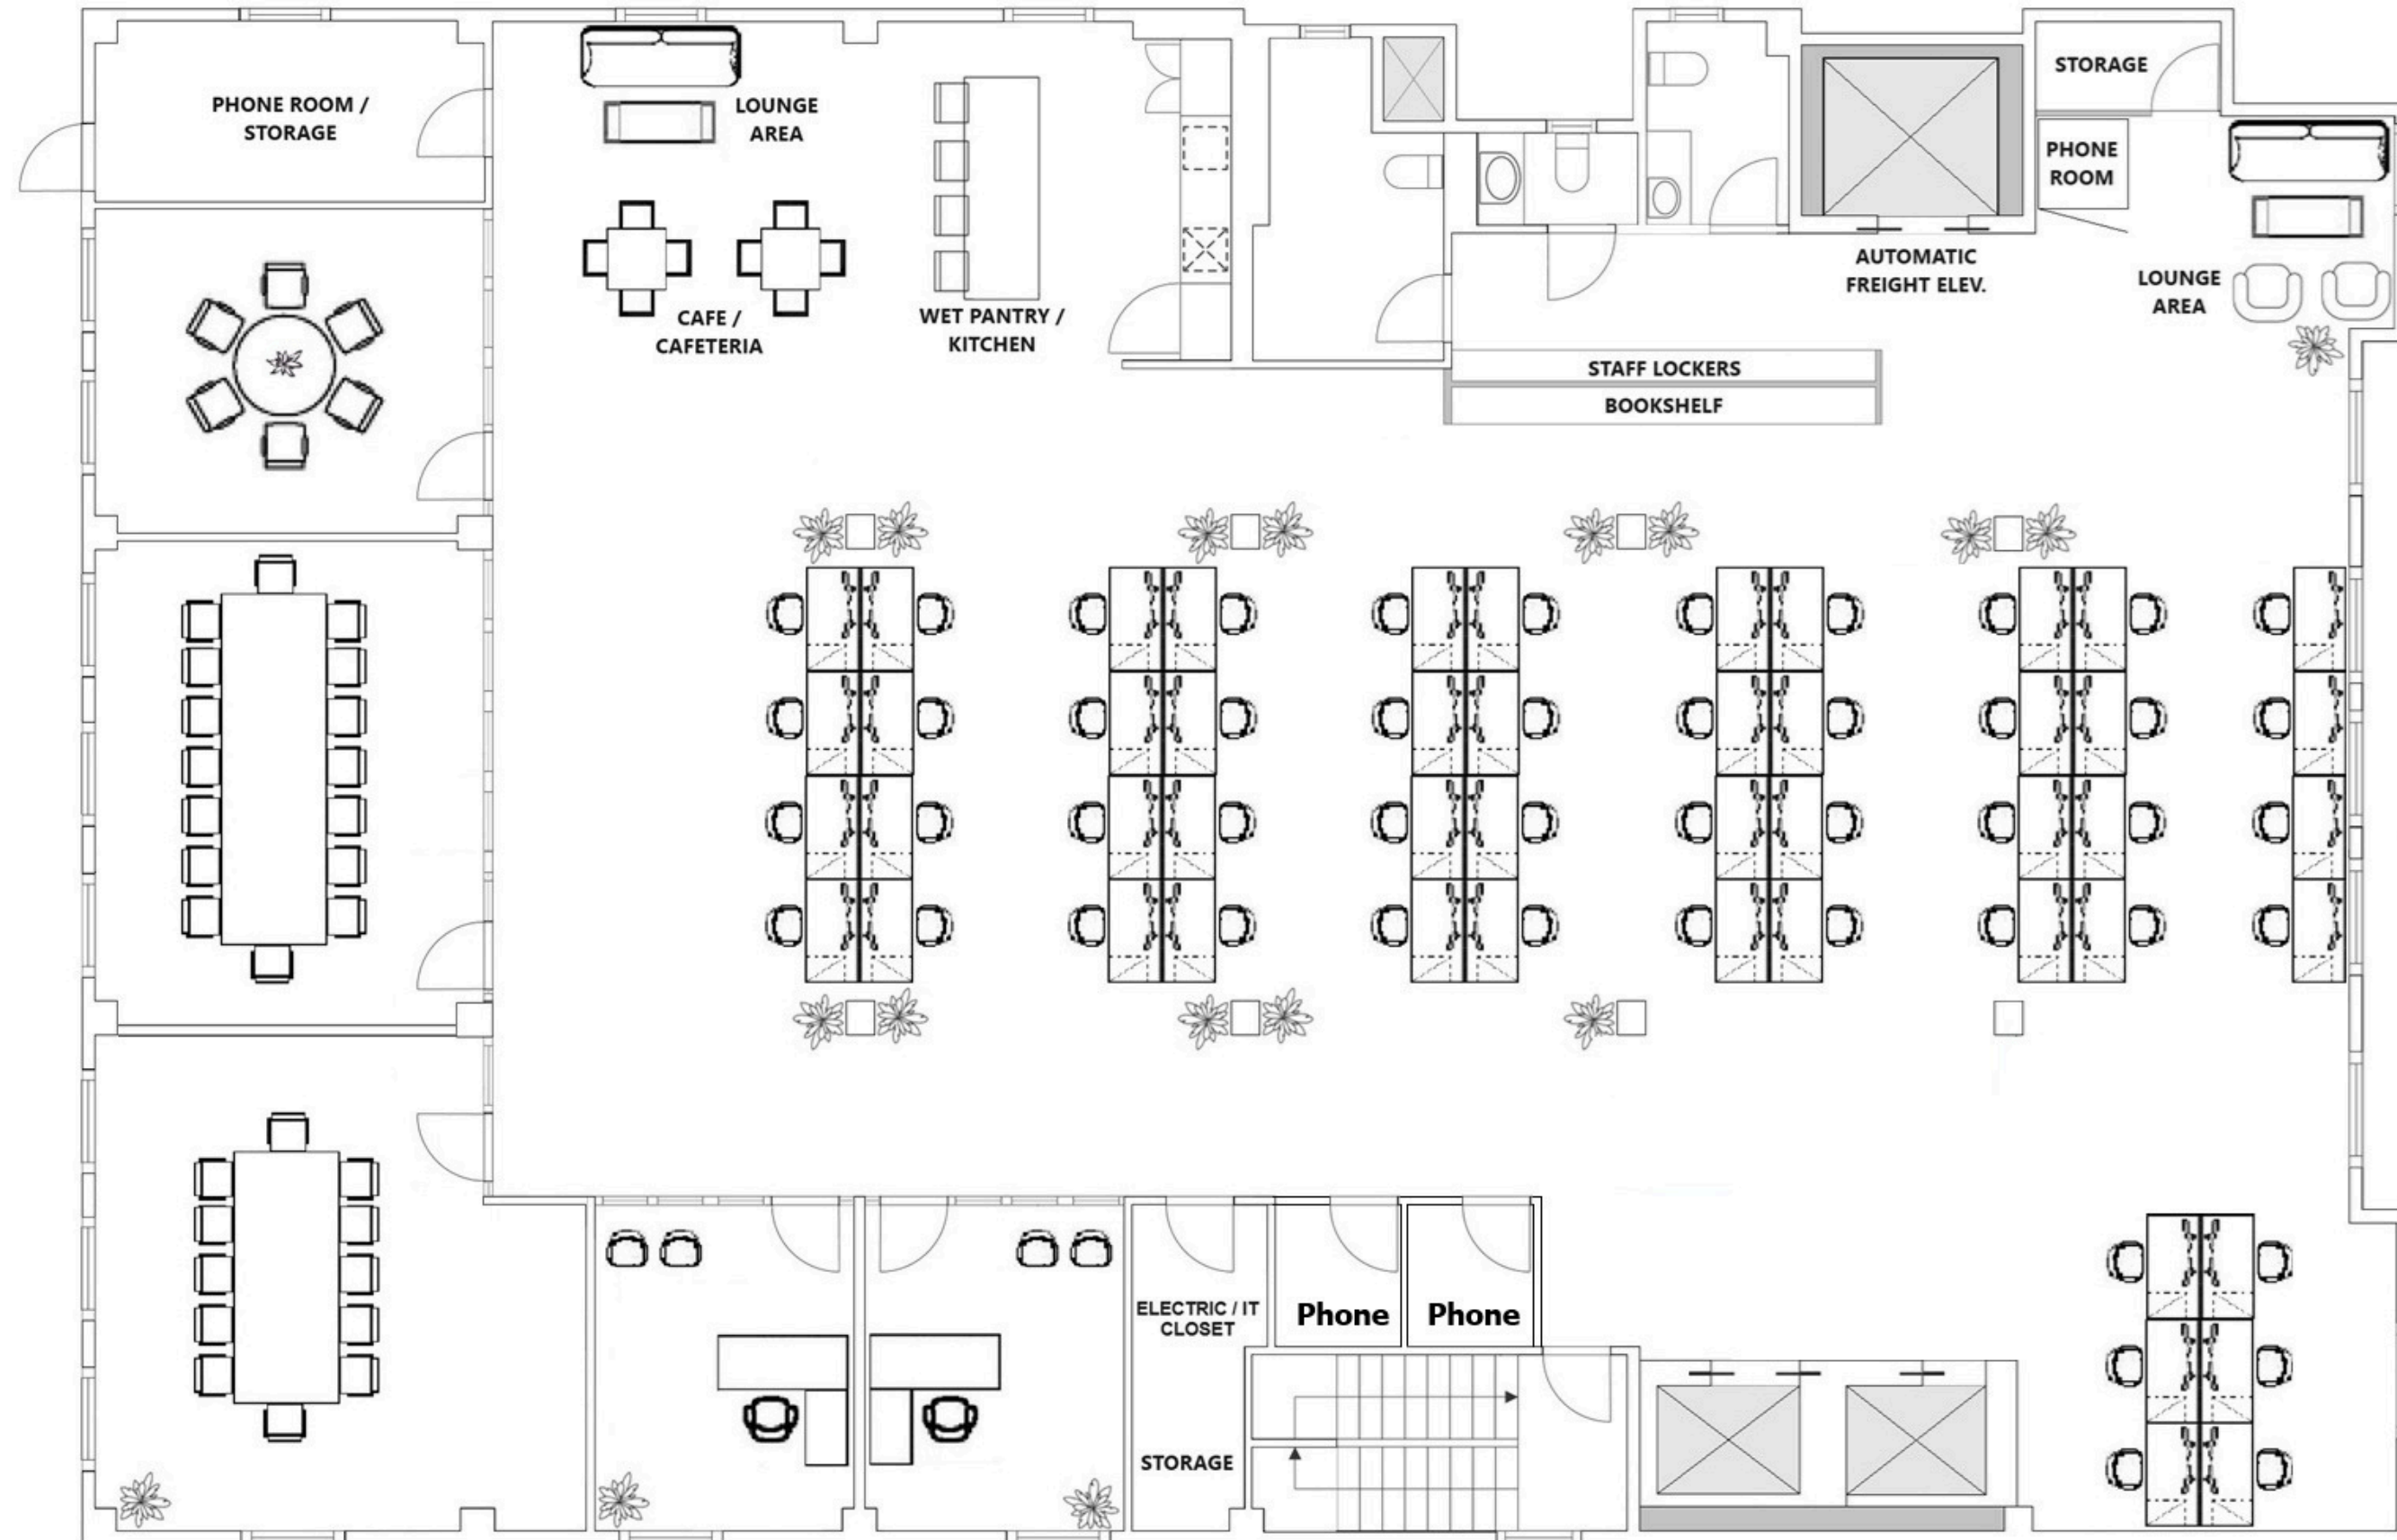 PHONE ROOM /
STORAGE
LOUNGE
AREA
CAFE /
CAFETERIA
WET PANTRY /
KITCHEN
STORAGE
PHONE
ROOM
AUTOMATIC
FREIGHT ELEV.
LOUNGE
AREA
STAFF LOCKERS
BOOKSHELF
ELECTRIC / IT
CLOSET
Phone
Phone
STORAGE